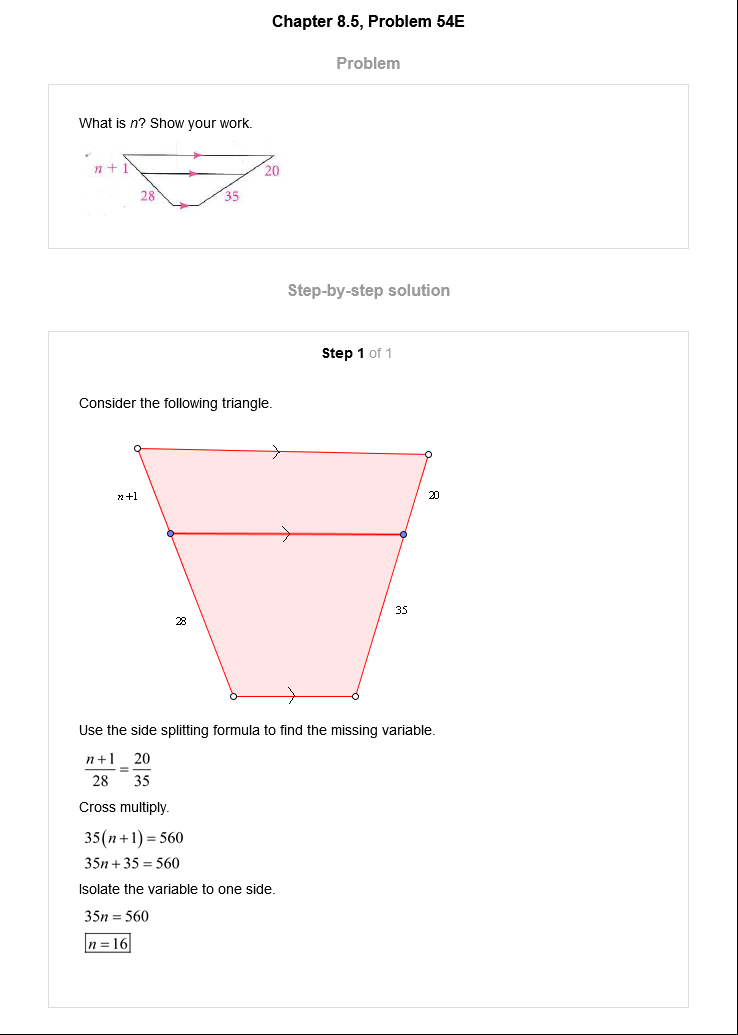 Chapter 8.5, Problem 54E
Problem
What is n? Show your work.
n + 1
20
28
35
Step-by-step solution
Step 1 of 1
Consider the following triangle.
n+1
20
28
35
Use the side splitting formula to find the missing variable.
n+1/28 = 20/35
Cross multiply.
35(n+1) = 560
35n + 35 = 560
Isolate the variable to one side.
35n = 560
n = 16